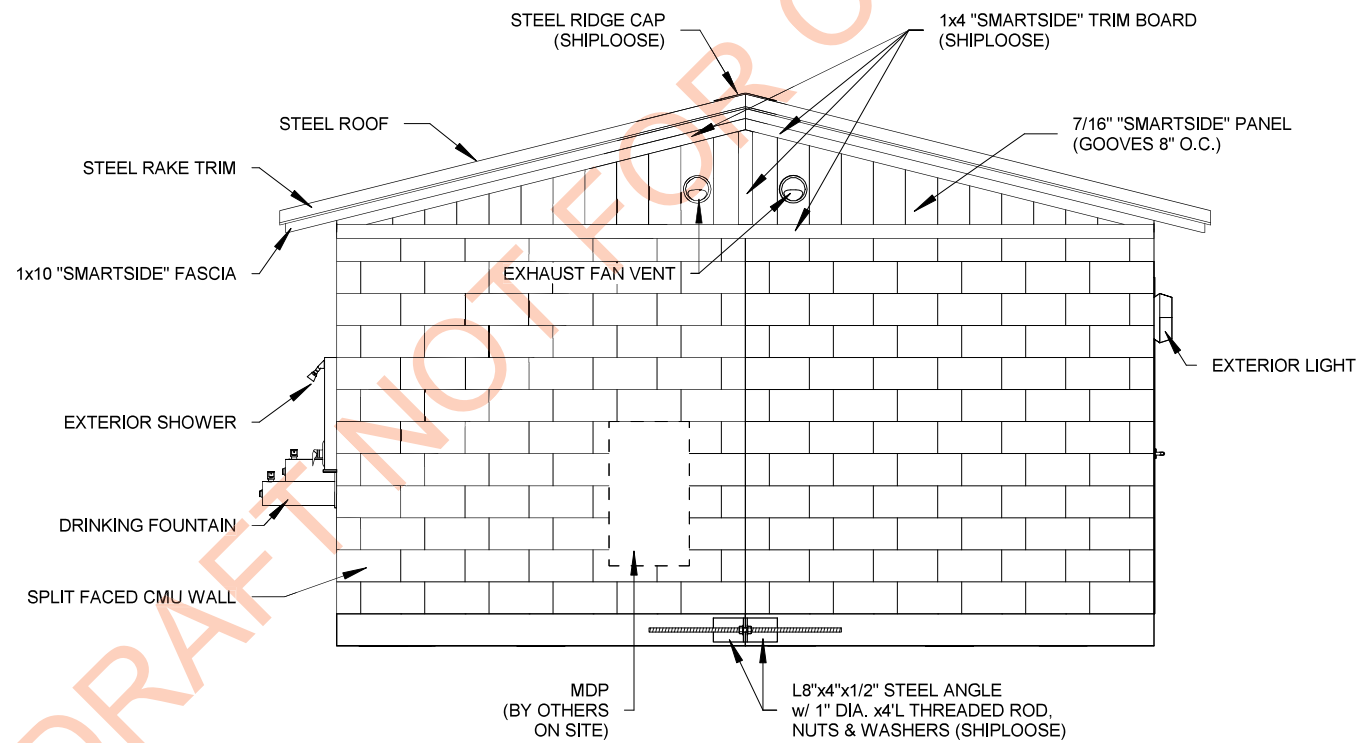 STEEL RIDGE CAP
(SHIPLOOSE)
1x4 "SMARTSIDE" TRIM BOARD
(SHIPLOOSE)
STEEL ROOF
7/16" "SMARTSIDE" PANEL
(GOOVES 8" O.C.)
STEEL RAKE TRIM
1x10 "SMARTSIDE" FASCIA
EXHAUST FAN VENT
EXTERIOR LIGHT
EXTERIOR SHOWER
DRINKING FOUNTAIN
SPLIT FACED CMU WALL
MDP
(BY OTHERS
ON SITE)
L8"x4"x1/2" STEEL ANGLE
w/ 1" DIA. x4'L THREADED ROD,
NUTS & WASHERS (SHIPLOOSE)
DRAFT NOT FOR